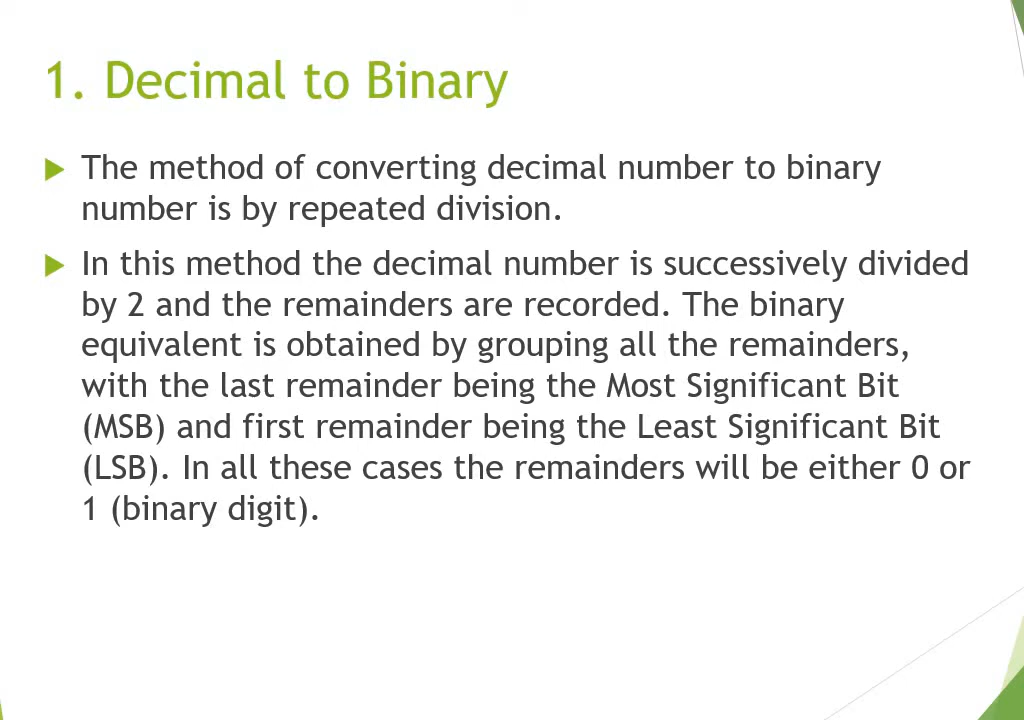 1. Decimal to Binary
The method of converting decimal number to binary
number is by repeated division.
In this method the decimal number is successively divided
by 2 and the remainders are recorded. The binary
equivalent is obtained by grouping all the remainders,
with the last remainder being the Most Significant Bit
(MSB) and first remainder being the Least Significant Bit
(LSB). In all these cases the remainders will be either 0 or
1 (binary digit).